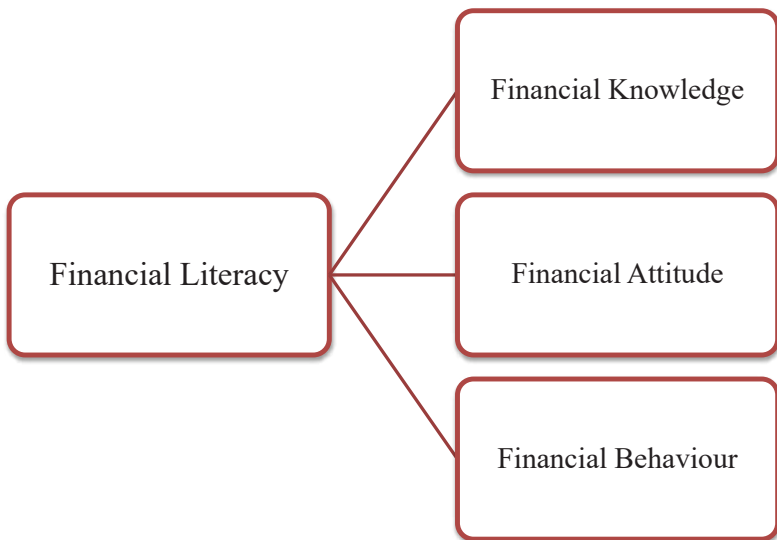 Financial Knowledge
Financial Literacy
Financial Attitude
Financial Behaviour